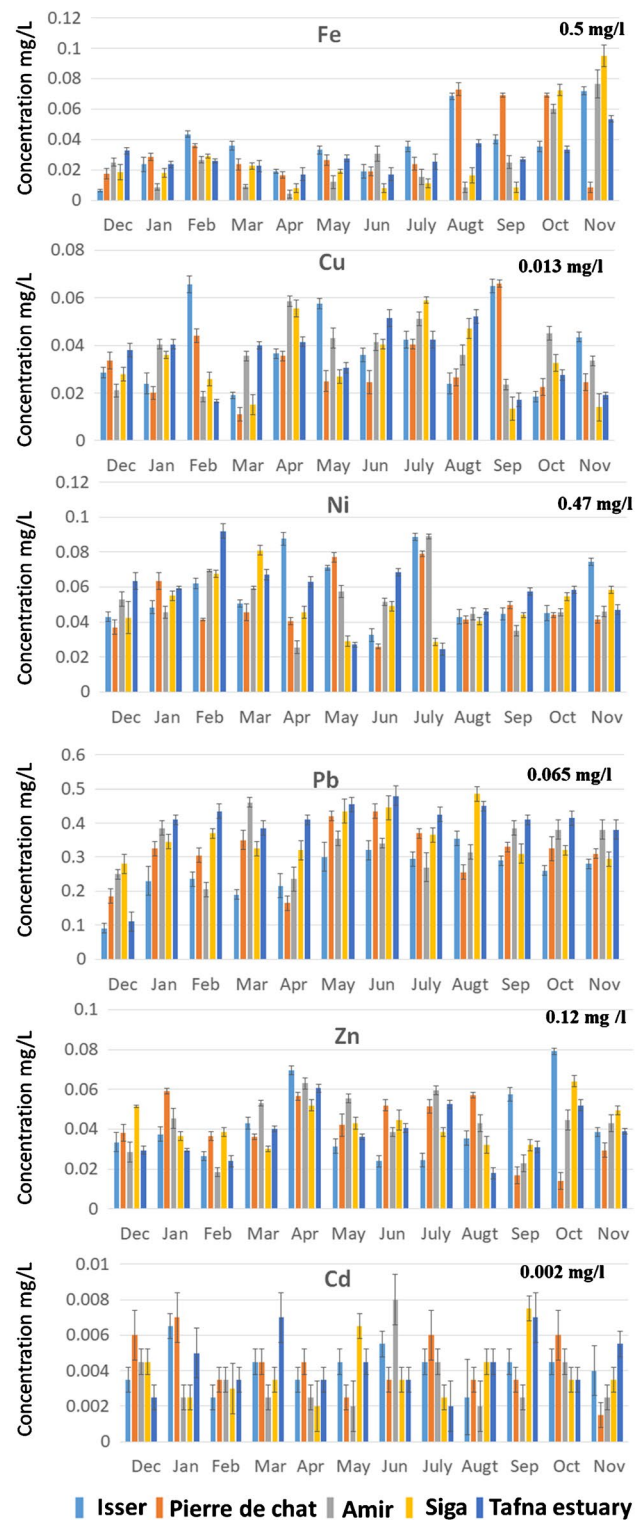 Fe
0.5 mg/l
Concentration mg/L
0.12
0.1
0.08
0.06
0.04
0.02
0
Dec Jan Feb Mar Apr May Jun July Augt Sep Oct Nov
Cu
0.013 mg/l
Concentration mg/L
0.08
0.06
0.04
0.02
0
Dec Jan Feb Mar Apr May Jun July Augt Sep Oct Nov
Ni
0.47 mg/l
Concentration mg/L
0.12
0.1
0.08
0.06
0.04
0.02
0
Dec Jan Feb Mar Apr May Jun July Augt Sep Oct Nov
Pb
0.065 mg/l
Concentration mg/L
0.6
0.5
0.4
0.3
0.2
0.1
0
Dec Jan Feb Mar Apr May Jun July Augt Sep Oct Nov
Zn
0.12 mg /l
Concentration mg/L
0.1
0.08
0.06
0.04
0.02
0
Dec Jan Feb Mar Apr May Jun July Augt Sep Oct Nov
Cd
0.002 mg/l
Concentration mg/L
0.01
0.008
0.006
0.004
0.002
0
Dec Jan Feb Mar Apr May Jun July Augt Sep Oct Nov
Isser Pierre de chat Amir Siga Tafna estuary